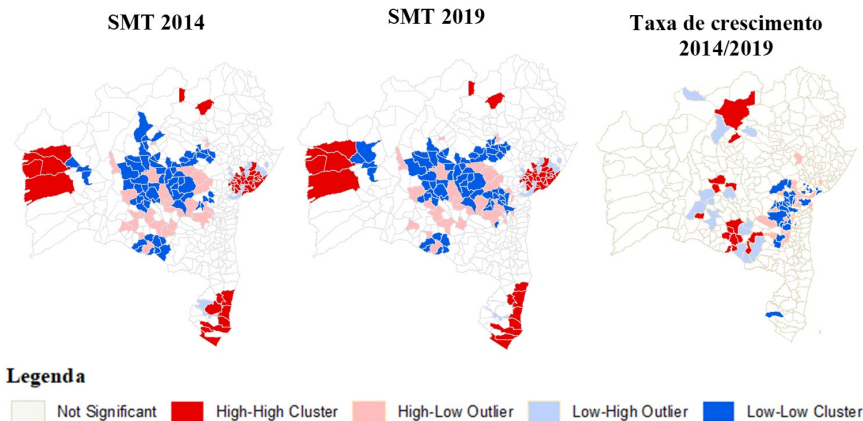 SMT 2014
SMT 2019
Taxa de crescimento
2014/2019
Legenda
Not Significant
High-High Cluster
High-Low Outlier
Low-High Outlier
Low-Low Cluster